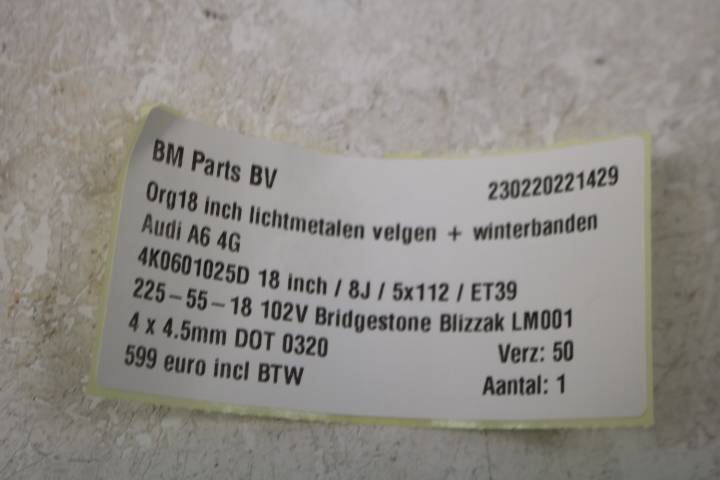 BM Parts BV 230220221429
Org18 inch lichtmetalen velgen + winterbanden
Audi A6 4G
4K0601025D 18 inch / 8J / 5x112 / ET39
225-55-18 102V Bridgestone Blizzak LM001
4 x 4.5mm DOT 0320 Verz: 50
599 euro incl BTW Aantal: 1